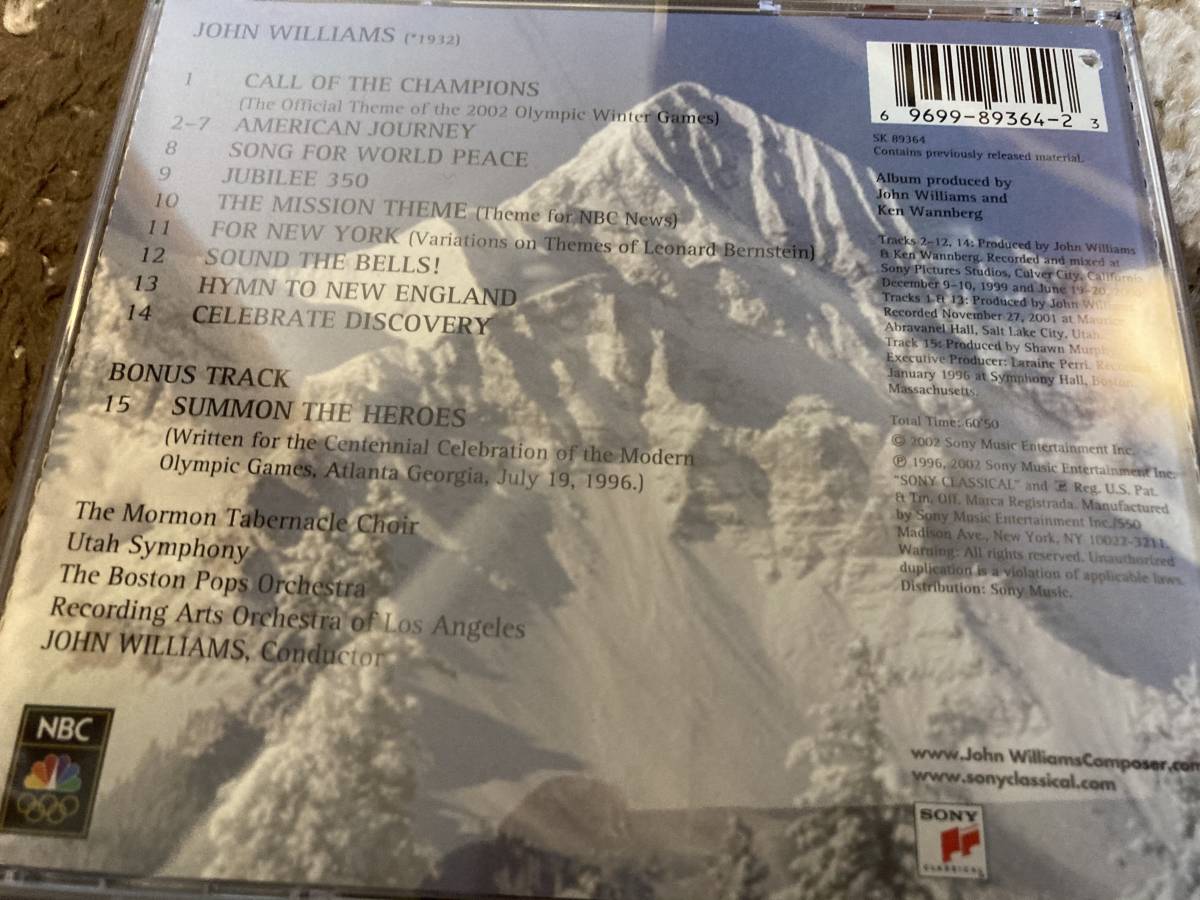 JOHN WILLIAMS (*1932)
1 CALL OF THE CHAMPIONS
(The Official Theme of the 2002 Olympic Winter Games)
2–7 AMERICAN JOURNEY
8 SONG FOR WORLD PEACE
9 JUBILEE 350
10 THE MISSION THEME (Theme for NBC News)
11 FOR NEW YORK (Variations on Themes of Leonard Bernstein)
12 SOUND THE BELLS!
13 HYMN TO NEW ENGLAND
14 CELEBRATE DISCOVERY
BONUS TRACK
15 SUMMON THE HEROES
(Written for the Centennial Celebration of the Modern
Olympic Games, Atlanta Georgia, July 19, 1996.)
The Mormon Tabernacle Choir
Utah Symphony
The Boston Pops Orchestra
Recording Arts Orchestra of Los Angeles
JOHN WILLIAMS, Conductor
NBC
6 9699-89364-2 3
SK 89364
Contains previously released material.
Album produced by
John Williams and
Ken Wannberg
Tracks 2–12, 14: Produced by John Williams
& Ken Wannberg. Recorded and mixed at
Sony Pictures Studios, Culver City, California
December 9–10, 1999 and June 19–20,
Tracks 1 & 13: Produced by John
Recorded November 27, 2001 at Maurice
Abravanel Hall, Salt Lake City, Utah.
Track 15: Produced by Shawn
Executive Producer: Laraine Perri.
January 1996 at Symphony Hall, Boston
Massachusetts.
Total Time: 60'50
© 2002 Sony Music Entertainment Inc.
℗ 1996, 2002 Sony Music Entertainment Inc.
"SONY CLASSICAL" and Reg. U.S. Pat.
& Tm. Off. Marca Registrada. Manufactured
by Sony Music Entertainment Inc./550
Madison Ave., New York, NY 10022-3211.
Warning: All rights reserved. Unauthorized
duplication is a violation of applicable laws.
Distribution: Sony Music.
www.John WilliamsComposer.com
www.sonyclassical.com
SONY
CLASSICAL